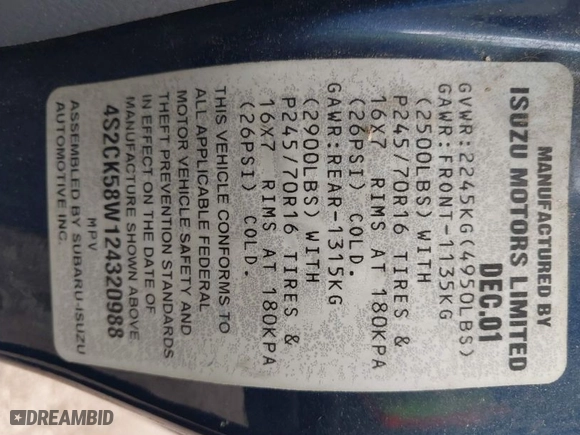 MANUFACTURED BY
ISUZU MOTORS LIMITED
DEC.01
GVWR:2245KG(4950LBS)
GAWR:FRONT-1135KG
(2500LBS) WITH
P245/70R16 TIRES &
16X7 RIMS AT 180KPA
(26PSI) COLD.
GAWR:REAR-1315KG
(2900LBS) WITH
P245/70R16 TIRES &
16X7 RIMS AT 180KPA
(26PSI) COLD.
THIS VEHICLE CONFORMS TO
ALL APPLICABLE FEDERAL
MOTOR VEHICLE SAFETY AND
THEFT PREVENTION STANDARDS
IN EFFECT ON THE DATE OF
MANUFACTURE SHOWN ABOVE
4S2CK58W124320988
MPV
ASSEMBLED BY SUBARU-ISUZU
AUTOMOTIVE INC.
DREAMBID